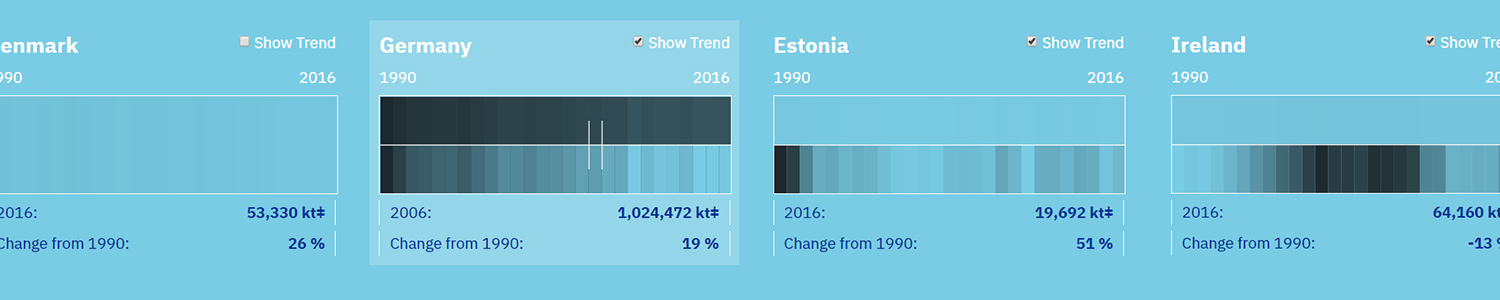 enmark
Show Trend
990
2016
2016:
53,330 kt‡
Change from 1990:
26 %
Germany
Show Trend
1990
2016
2006:
1,024,472 kt‡
Change from 1990:
19 %
Estonia
Show Trend
1990
2016
2016:
19,692 kt‡
Change from 1990:
51 %
Ireland
Show Tre
1990
20
2016:
64,160 kt
Change from 1990:
-13